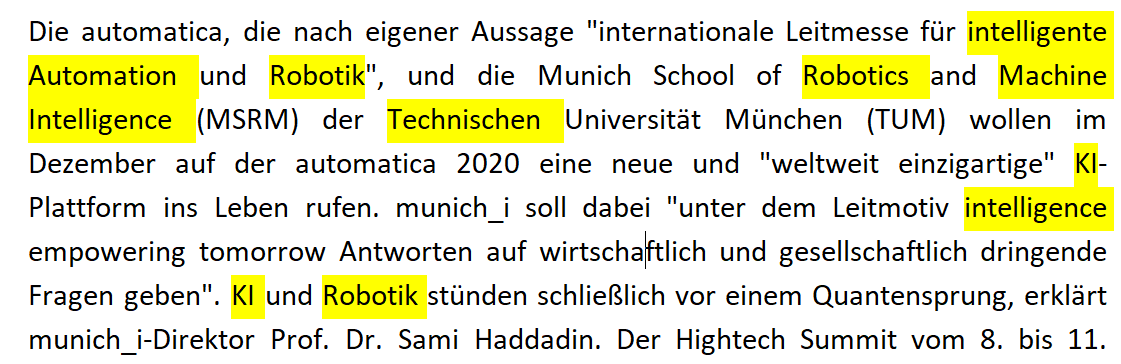 Die automatica, die nach eigener Aussage "internationale Leitmesse für intelligente
Automation und Robotik", und die Munich School of Robotics and Machine
Intelligence (MSRM) der Technischen Universität München (TUM) wollen im
Dezember auf der automatica 2020 eine neue und "weltweit einzigartige" KI-
Plattform ins Leben rufen. munich_i soll dabei "unter dem Leitmotiv intelligence
empowering tomorrow Antworten auf wirtschaftlich und gesellschaftlich dringende
Fragen geben". KI und Robotik stünden schließlich vor einem Quantensprung, erklärt
munich_i-Direktor Prof. Dr. Sami Haddadin. Der Hightech Summit vom 8. bis 11.